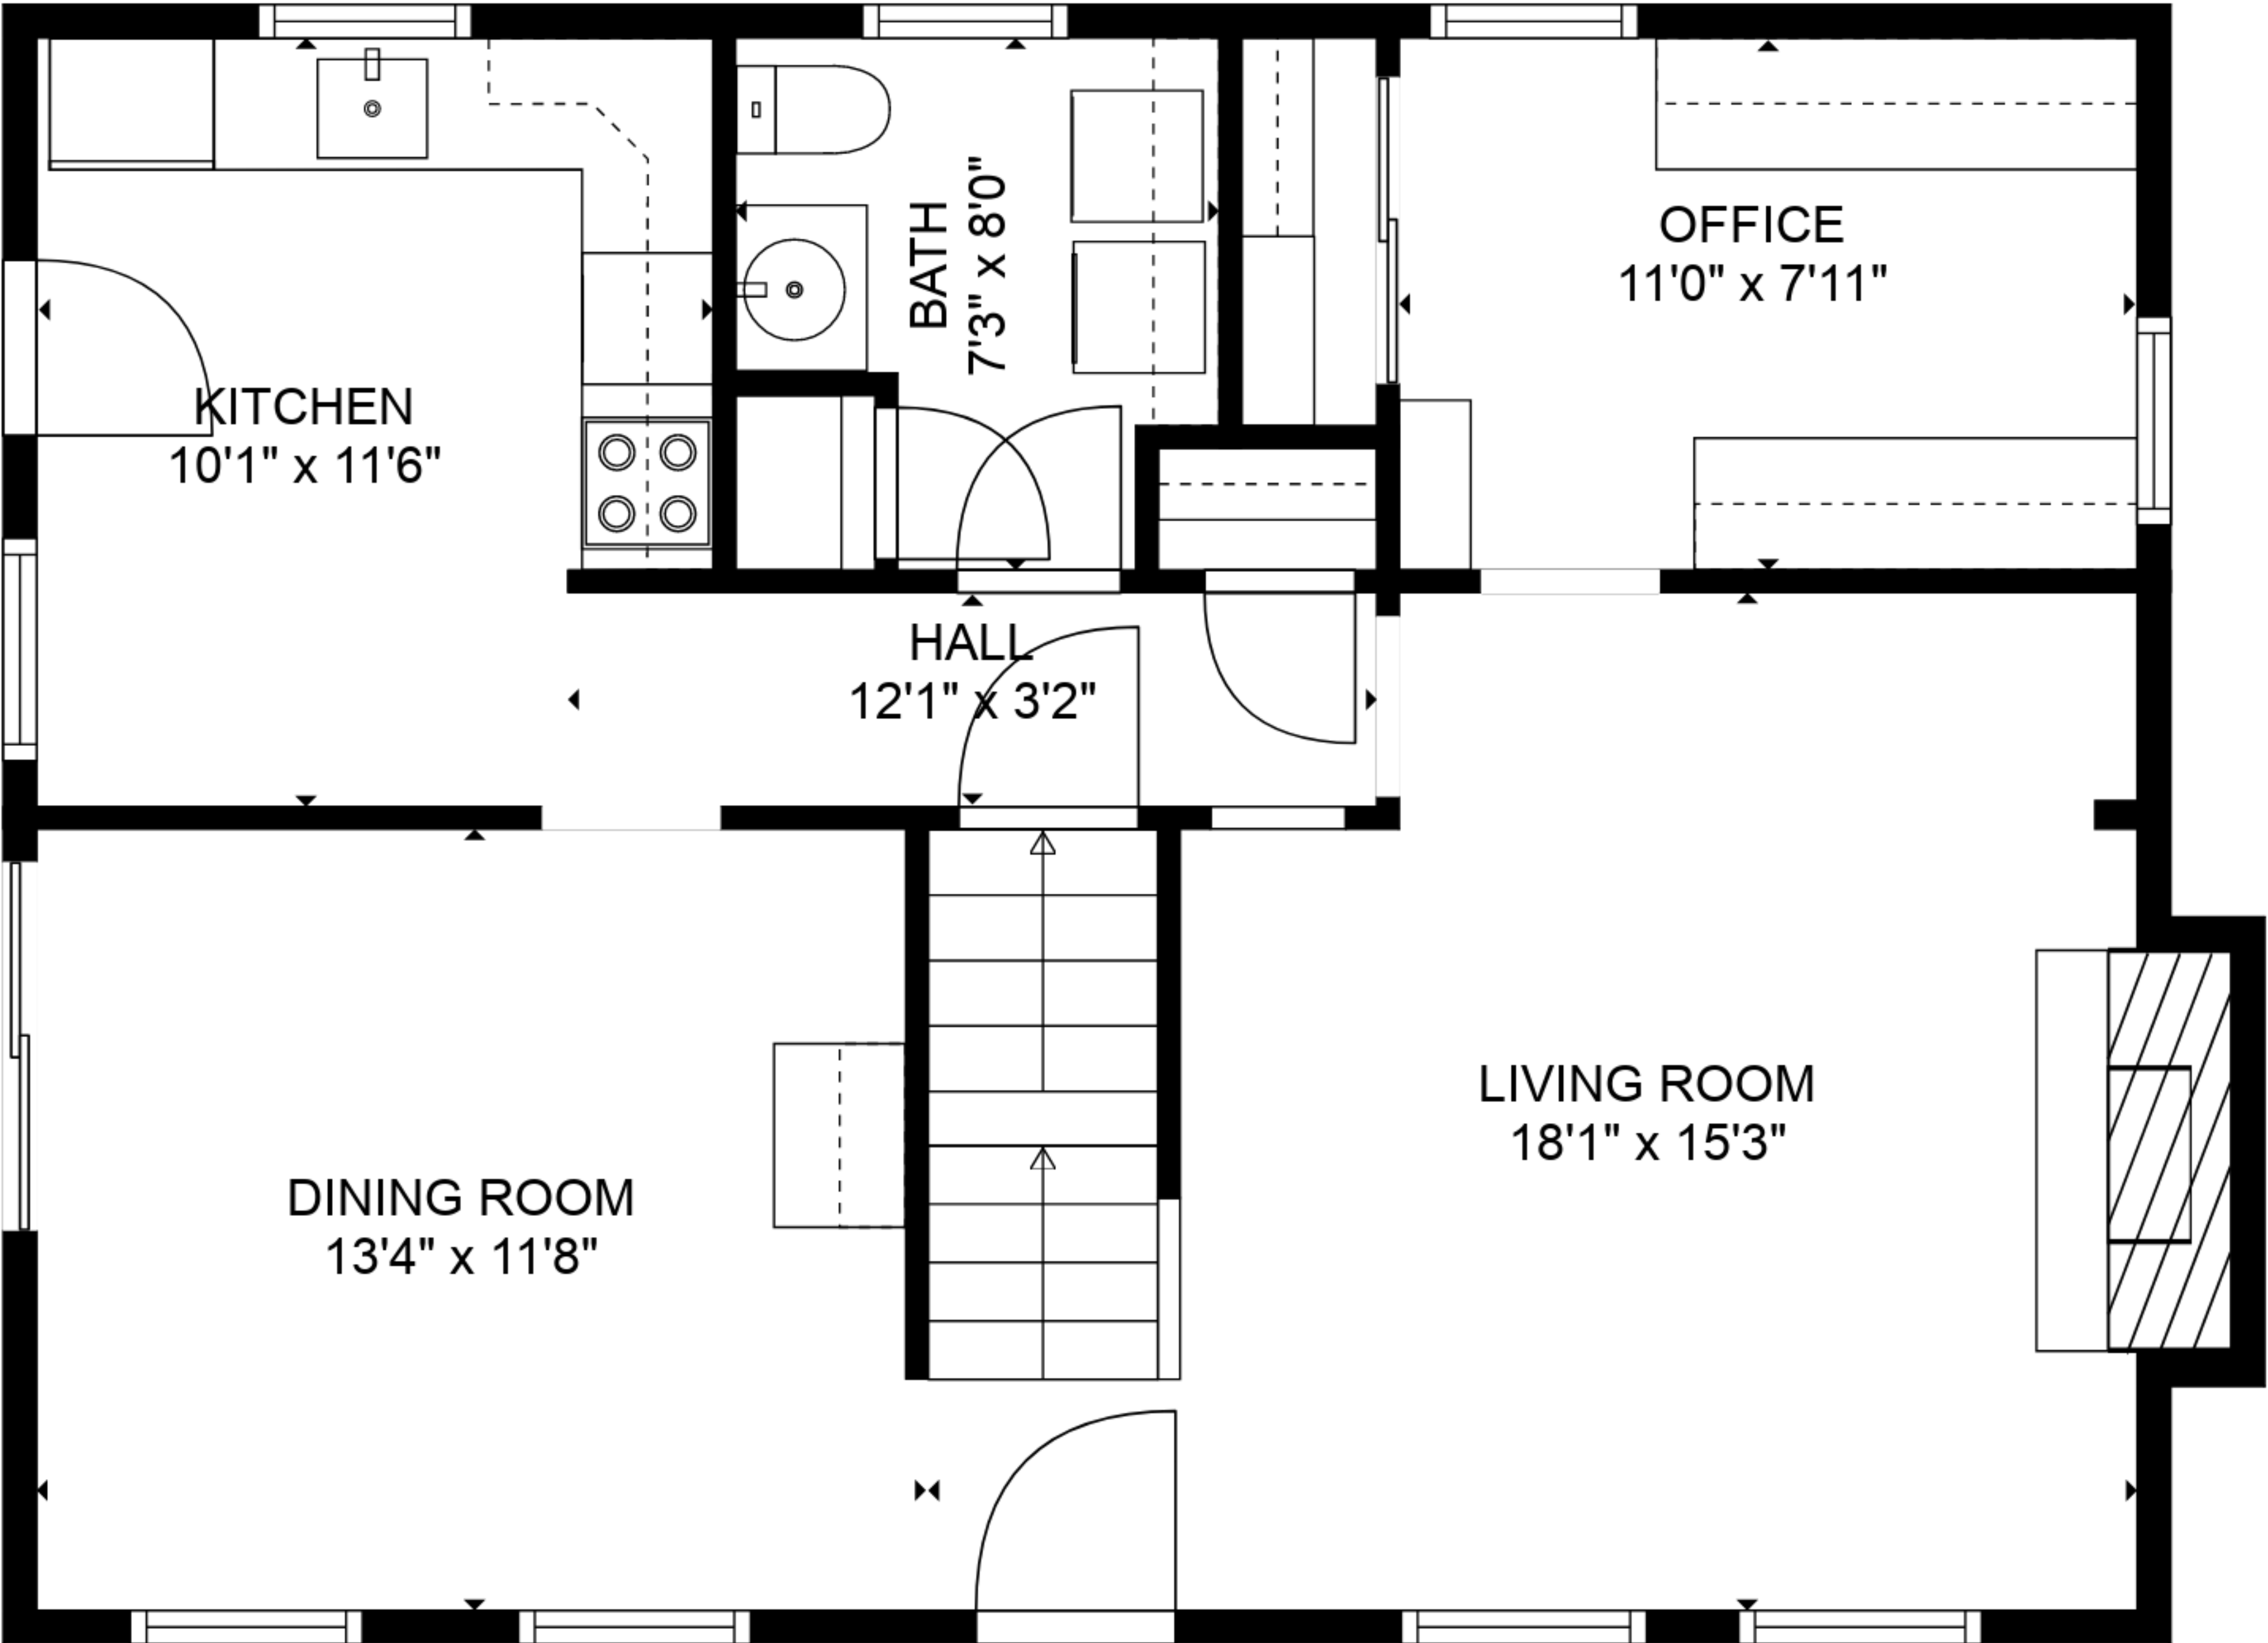 KITCHEN
10'1" x 11'6"
BATH
7'3" x 8'0"
OFFICE
11'0" x 7'11"
HALL
12'1" x 3'2"
DINING ROOM
13'4" x 11'8"
LIVING ROOM
18'1" x 15'3"